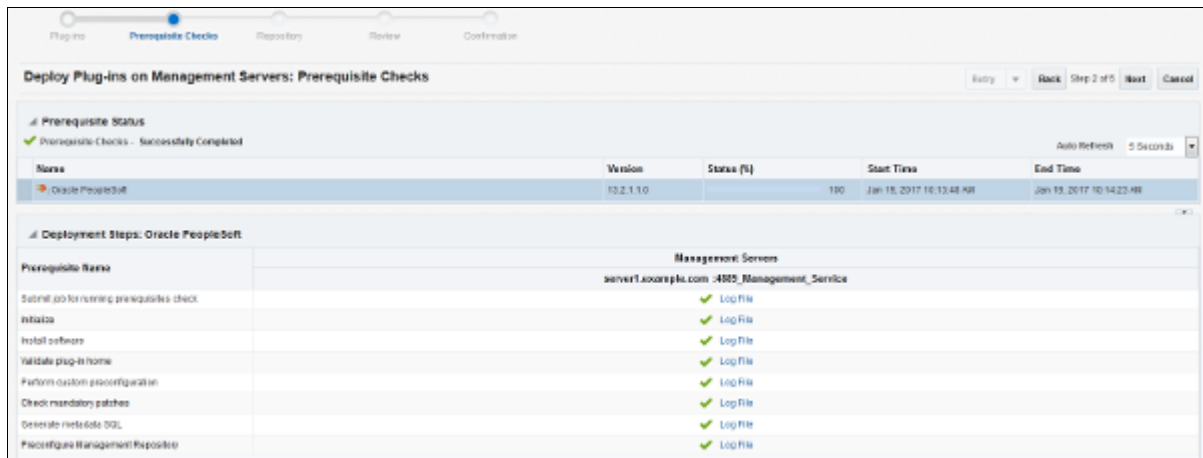 Plug-ins Prerequisite Checks Repository Review Confirmation
Deploy Plug-ins on Management Servers: Prerequisite Checks Retry Back Step 2 of 5 Next Cancel
Prerequisite Status
Prerequisite Checks - Successfully Completed
Auto Refresh 5 Seconds
Name Version Status (%) Start Time End Time
Oracle PeopleSoft 13.2.1.1.0 100 Jan 19, 2017 10:13:48 AM Jan 19, 2017 10:14:23 AM
Deployment Steps: Oracle PeopleSoft
Prerequisite Name Management Servers
server1.example.com :4889_Management_Service
Submit job for running prerequisites check Log File
Initialize Log File
Install software Log File
Validate plug-in home Log File
Perform custom preconfiguration Log File
Check mandatory patches Log File
Generate metadata SQL Log File
Preconfigure Management Repository Log File